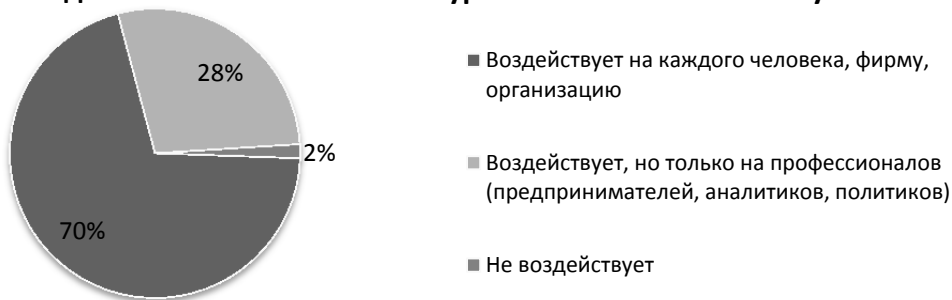 28%
2%
70%
Воздействует на каждого человека, фирму,
организацию
Воздействует, но только на профессионалов
(предпринимателей, аналитиков, политиков)
Не воздействует